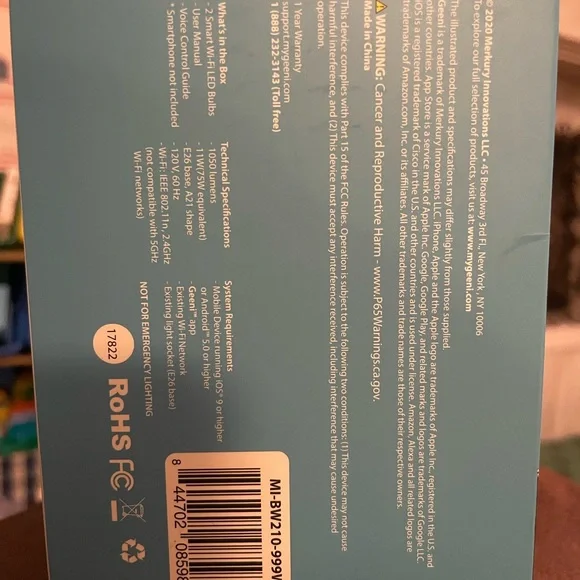 © 2020 Merkury Innovations LLC • 45 Broadway 3rd Fl., New York, NY 10006
To explore our full selection of products, visit us at: www.mygeeni.com
The illustrated product and specifications may differ slightly from those supplied.
Geeni is a trademark of Merkury Innovations LLC. iPhone, Apple and the Apple logo are trademarks of Apple Inc., registered in the U.S. and
other countries. App Store is a service mark of Apple Inc. Google, Google Play, and related marks and logos are trademarks of Google LLC.
iOS is a registered trademark of Cisco in the U.S. and other countries and is used under license. Amazon, Alexa and all related logos are
trademarks of Amazon.com, Inc. or its affiliates. All other trademarks and trade names are those of their respective owners.
WARNING: Cancer and Reproductive Harm - www.P65Warnings.ca.gov.
Made in China
This device complies with Part 15 of the FCC Rules. Operation is subject to the following two conditions: (1) This device may not cause
harmful interference, and (2) This device must accept any interference received, including interference that may cause undesired
operation.
1 Year Warranty
support.mygeeni.com
1 (888) 232-3143 (Toll free)
What's in the Box
- 2 Smart Wi-Fi LED Bulbs
- User Manual
- Voice Control Guide
* Smartphone not included
Technical Specifications
- 1050 lumens
- 11W(75W equivalent)
- E26 base, A21 shape
- 120 V, 60 Hz
- Wi-Fi: IEEE 802.11n, 2.4GHz
(not compatible with 5GHz
Wi-Fi networks)
System Requirements
- Mobile Device running iOS® 9 or higher
or Android™ 5.0 or higher
- Geeni™ app
- Existing Wi-Fi Network
- Existing light socket (E26 base)
NOT FOR EMERGENCY LIGHTING
17822
RoHS FC
MI-BW210-999W
8 44702 08598